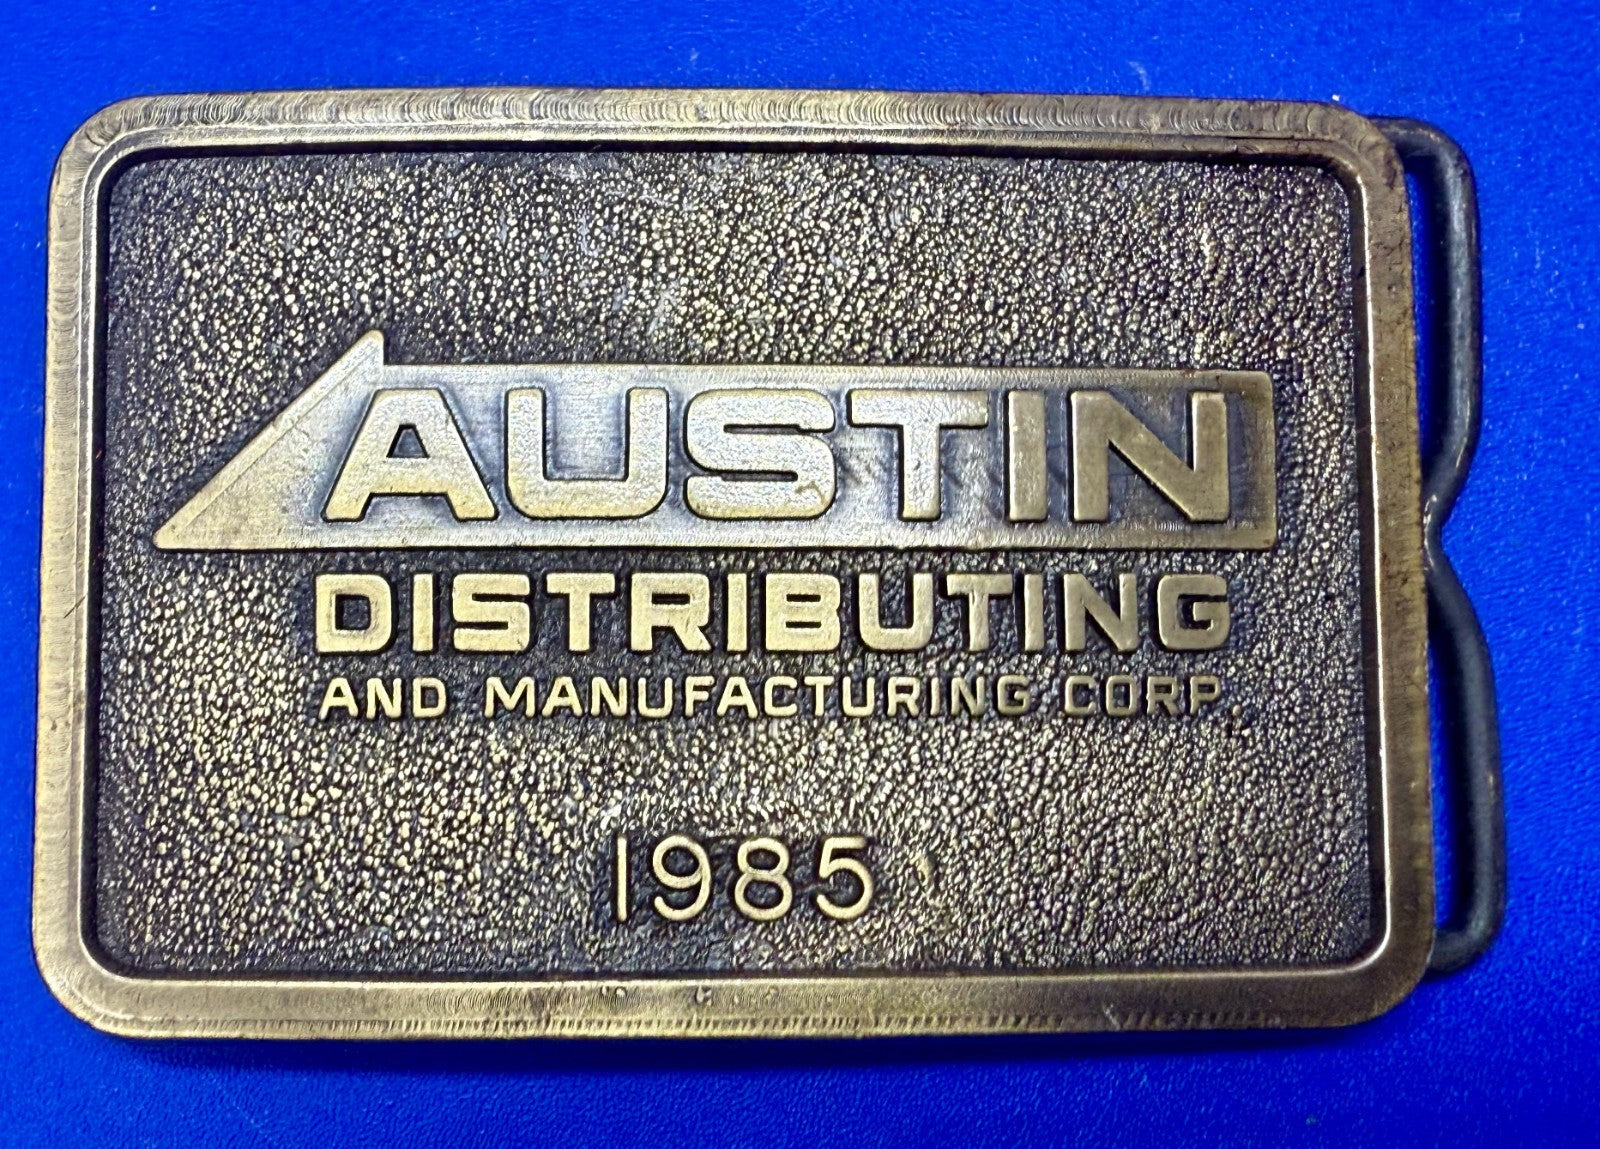 AUSTIN
DISTRIBUTING
AND MANUFACTURING CORP.
1985